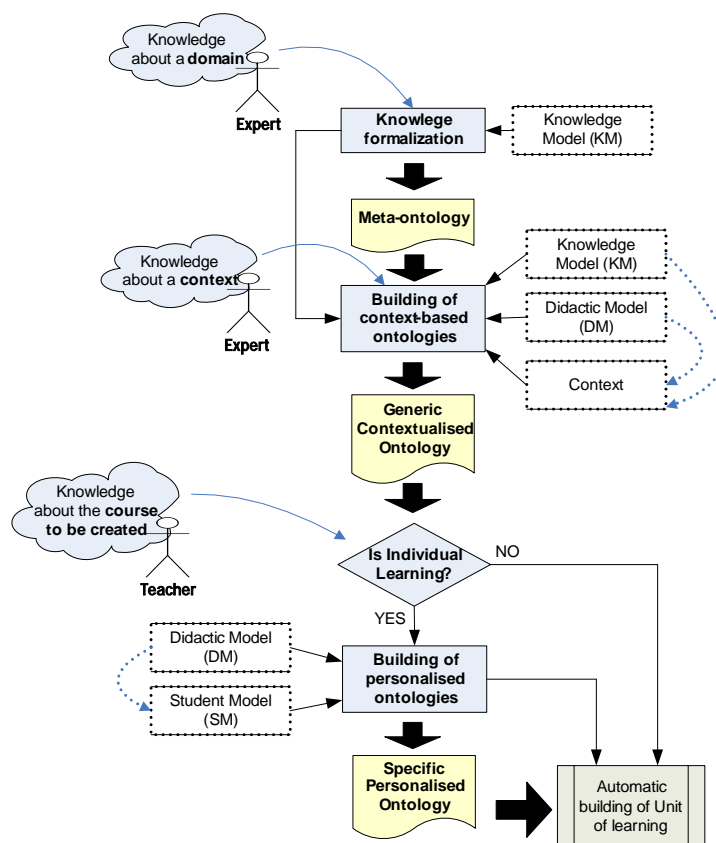 Knowledge
about a domain
Expert
Knowlege
formalization
Knowledge
Model (KM)
Meta-ontology
Knowledge
about a context
Expert
Building of
context-based
ontologies
Knowledge
Model (KM)
Didactic Model
(DM)
Context
Generic
Contextualised
Ontology
Knowledge
about the course
to be created
Teacher
Is Individual
Learning?
NO
YES
Didactic Model
(DM)
Student Model
(SM)
Building of
personalised
ontologies
Specific
Personalised
Ontology
Automatic
building of Unit
of learning